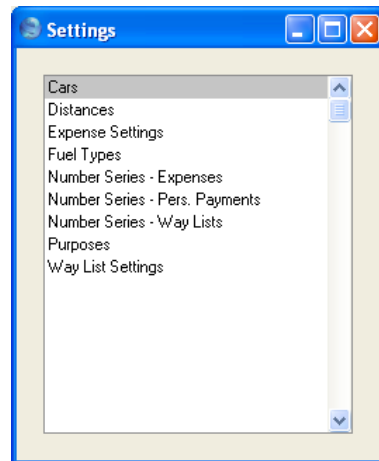 Settings
Cars
Distances
Expense Settings
Fuel Types
Number Series - Expenses
Number Series - Pers. Payments
Number Series - Way Lists
Purposes
Way List Settings